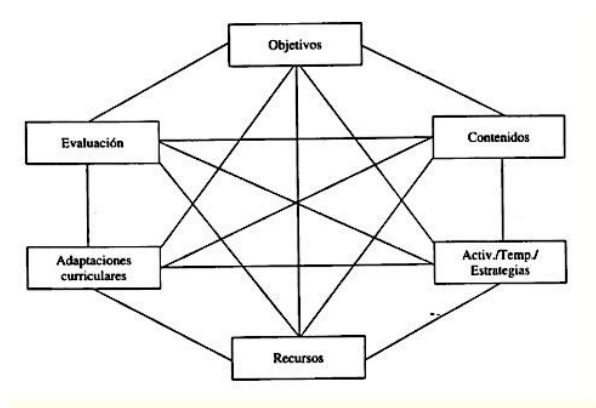 Objetivos
Evaluación
Contenidos
Adaptaciones
curriculares
Activ./Temp./
Estrategias
Recursos